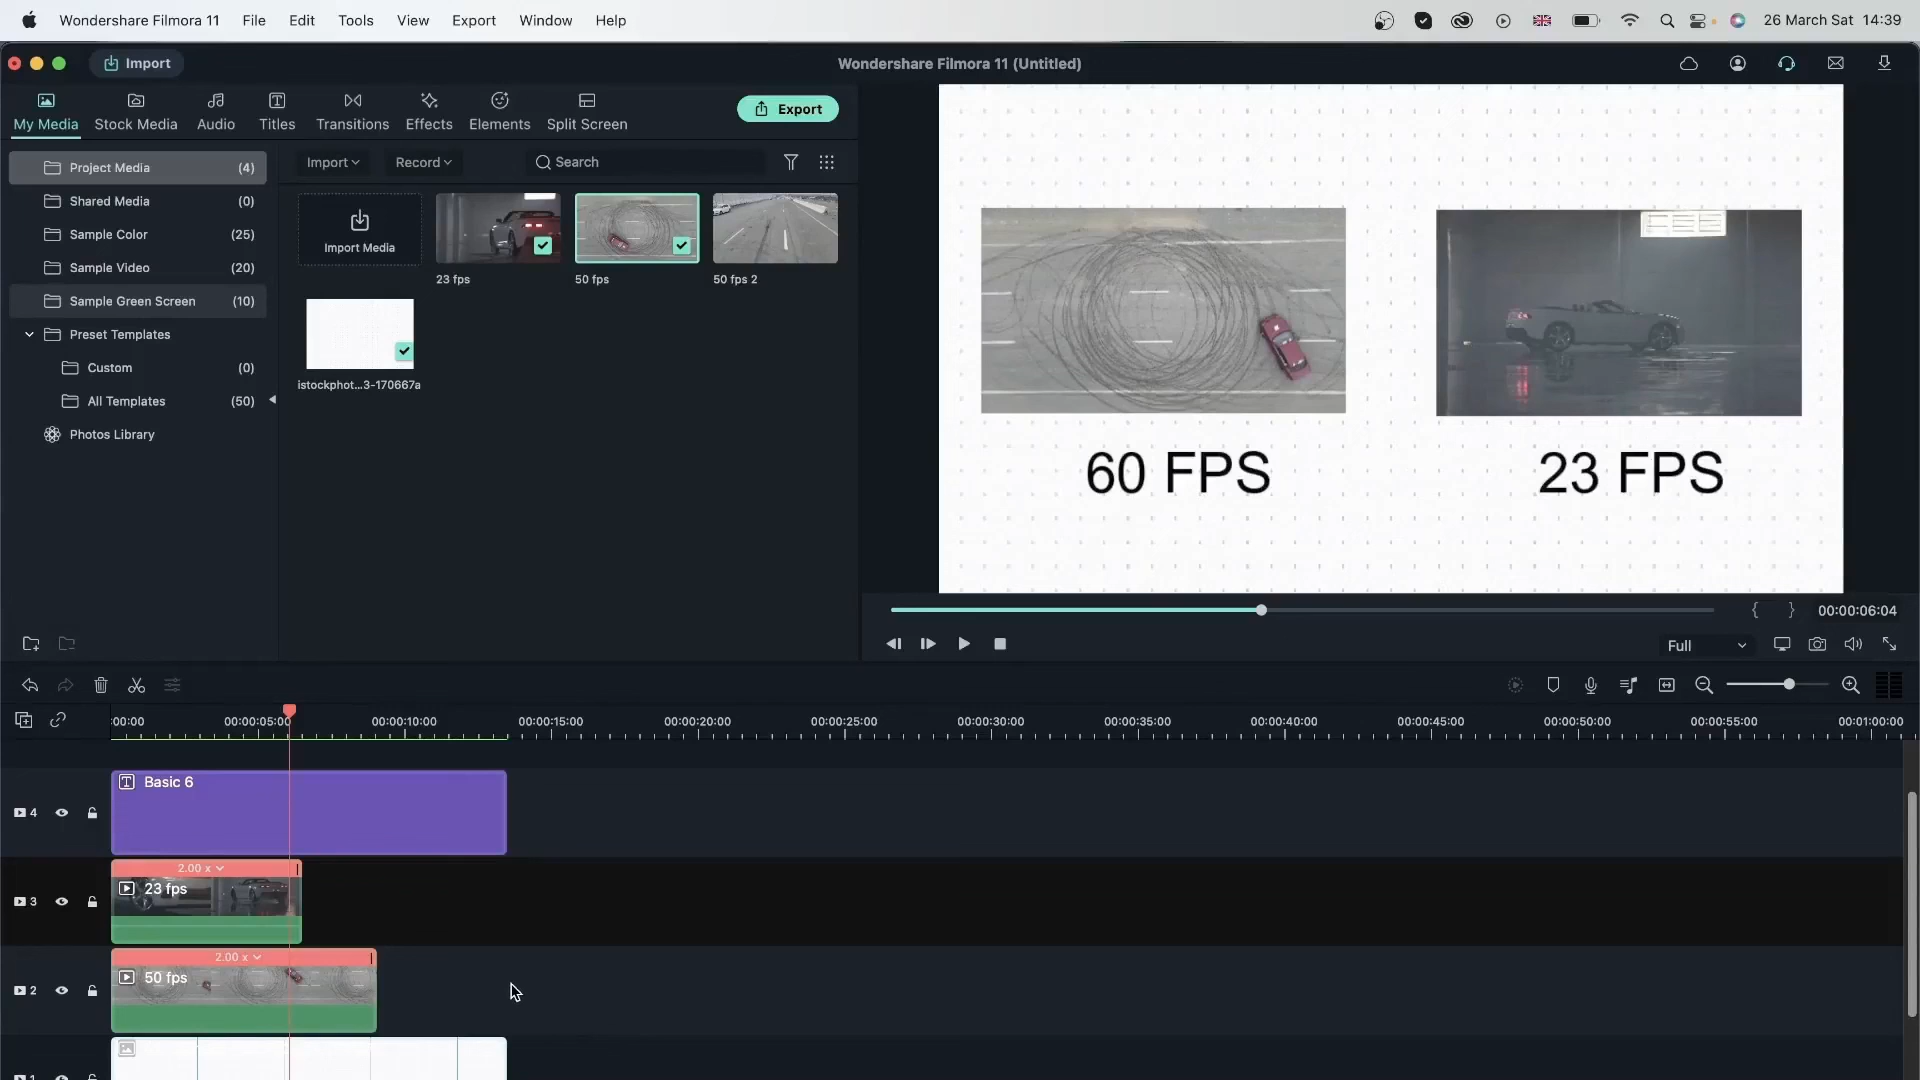 Wondershare Filmora 11 File Edit Tools View Export Window Help 26 March Sat 14:39
Import Wondershare Filmora 11 (Untitled)
My Media Stock Media Audio Titles Transitions Effects Elements Split Screen Export
Project Media (4)
Shared Media (0)
Sample Color (25)
Sample Video (20)
Sample Green Screen (10)
Preset Templates
Custom (0)
All Templates (50)
Photos Library
Import Record Search
Import Media
23 fps
50 fps
50 fps 2
istockphot...3-170667a
60 FPS
23 FPS
{ } 00:00:06:04
Full
:00:00 00:00:05:00 00:00:10:00 00:00:15:00 00:00:20:00 00:00:25:00 00:00:30:00 00:00:35:00 00:00:40:00 00:00:45:00 00:00:50:00 00:00:55:00 00:01:00:00
4
Basic 6
2.00 x
3
23 fps
2.00 x
2
50 fps
1